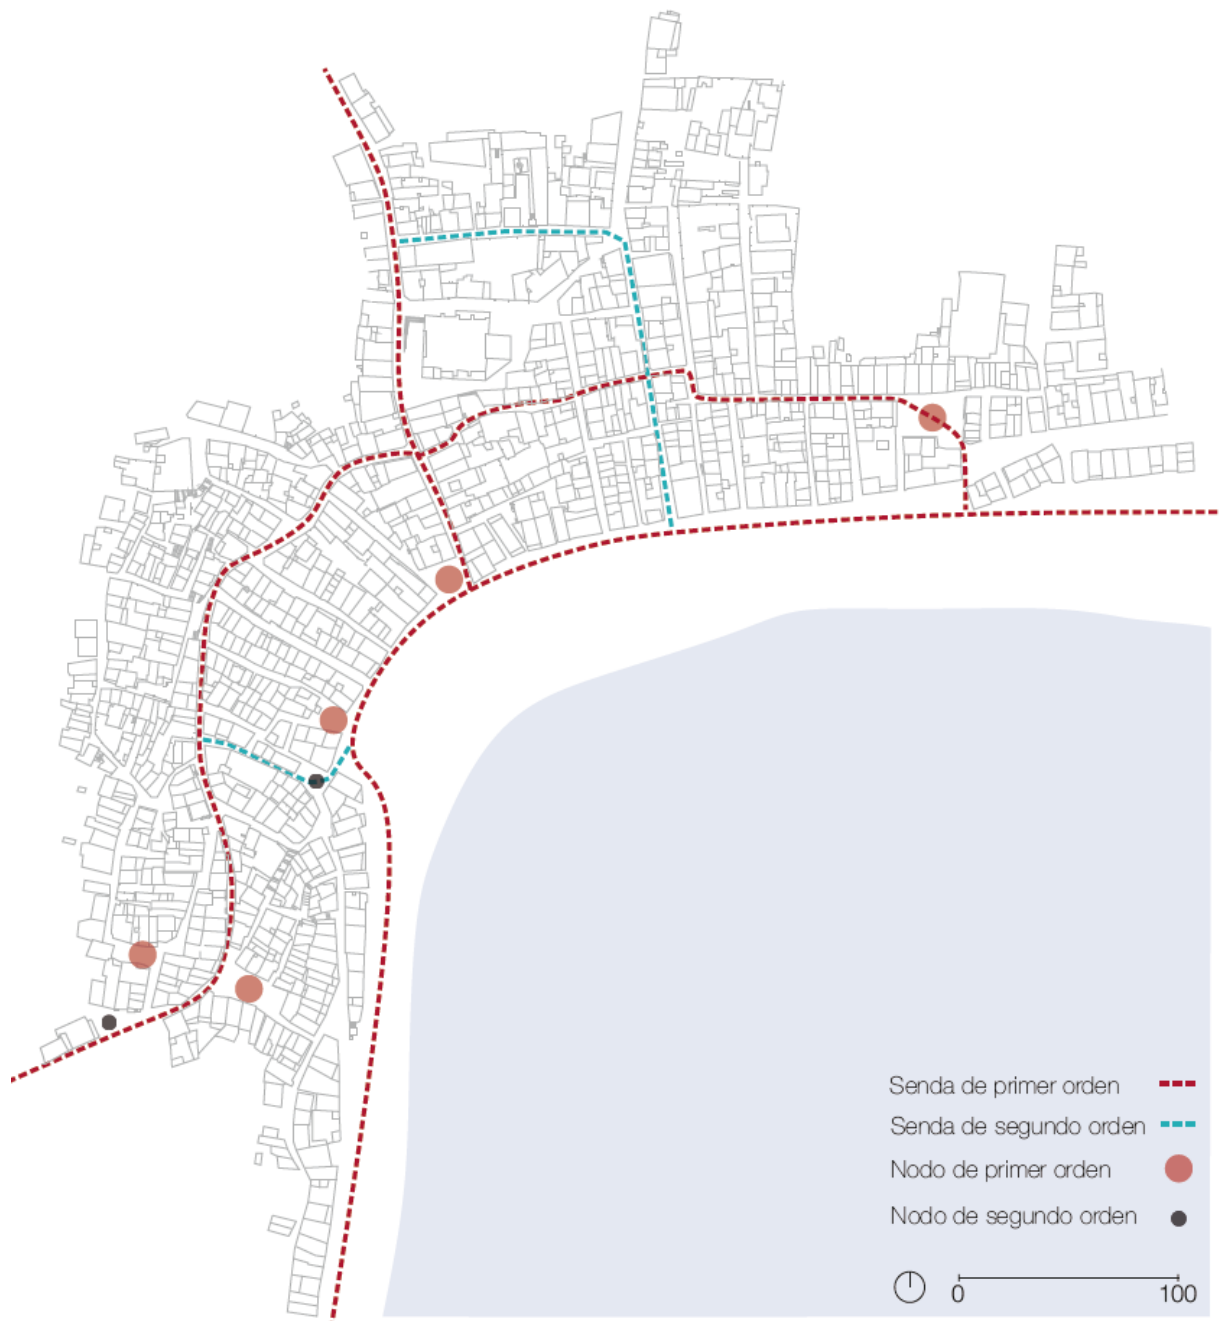 Senda de primer orden
Senda de segundo orden
Nodo de primer orden
Nodo de segundo orden
0 100